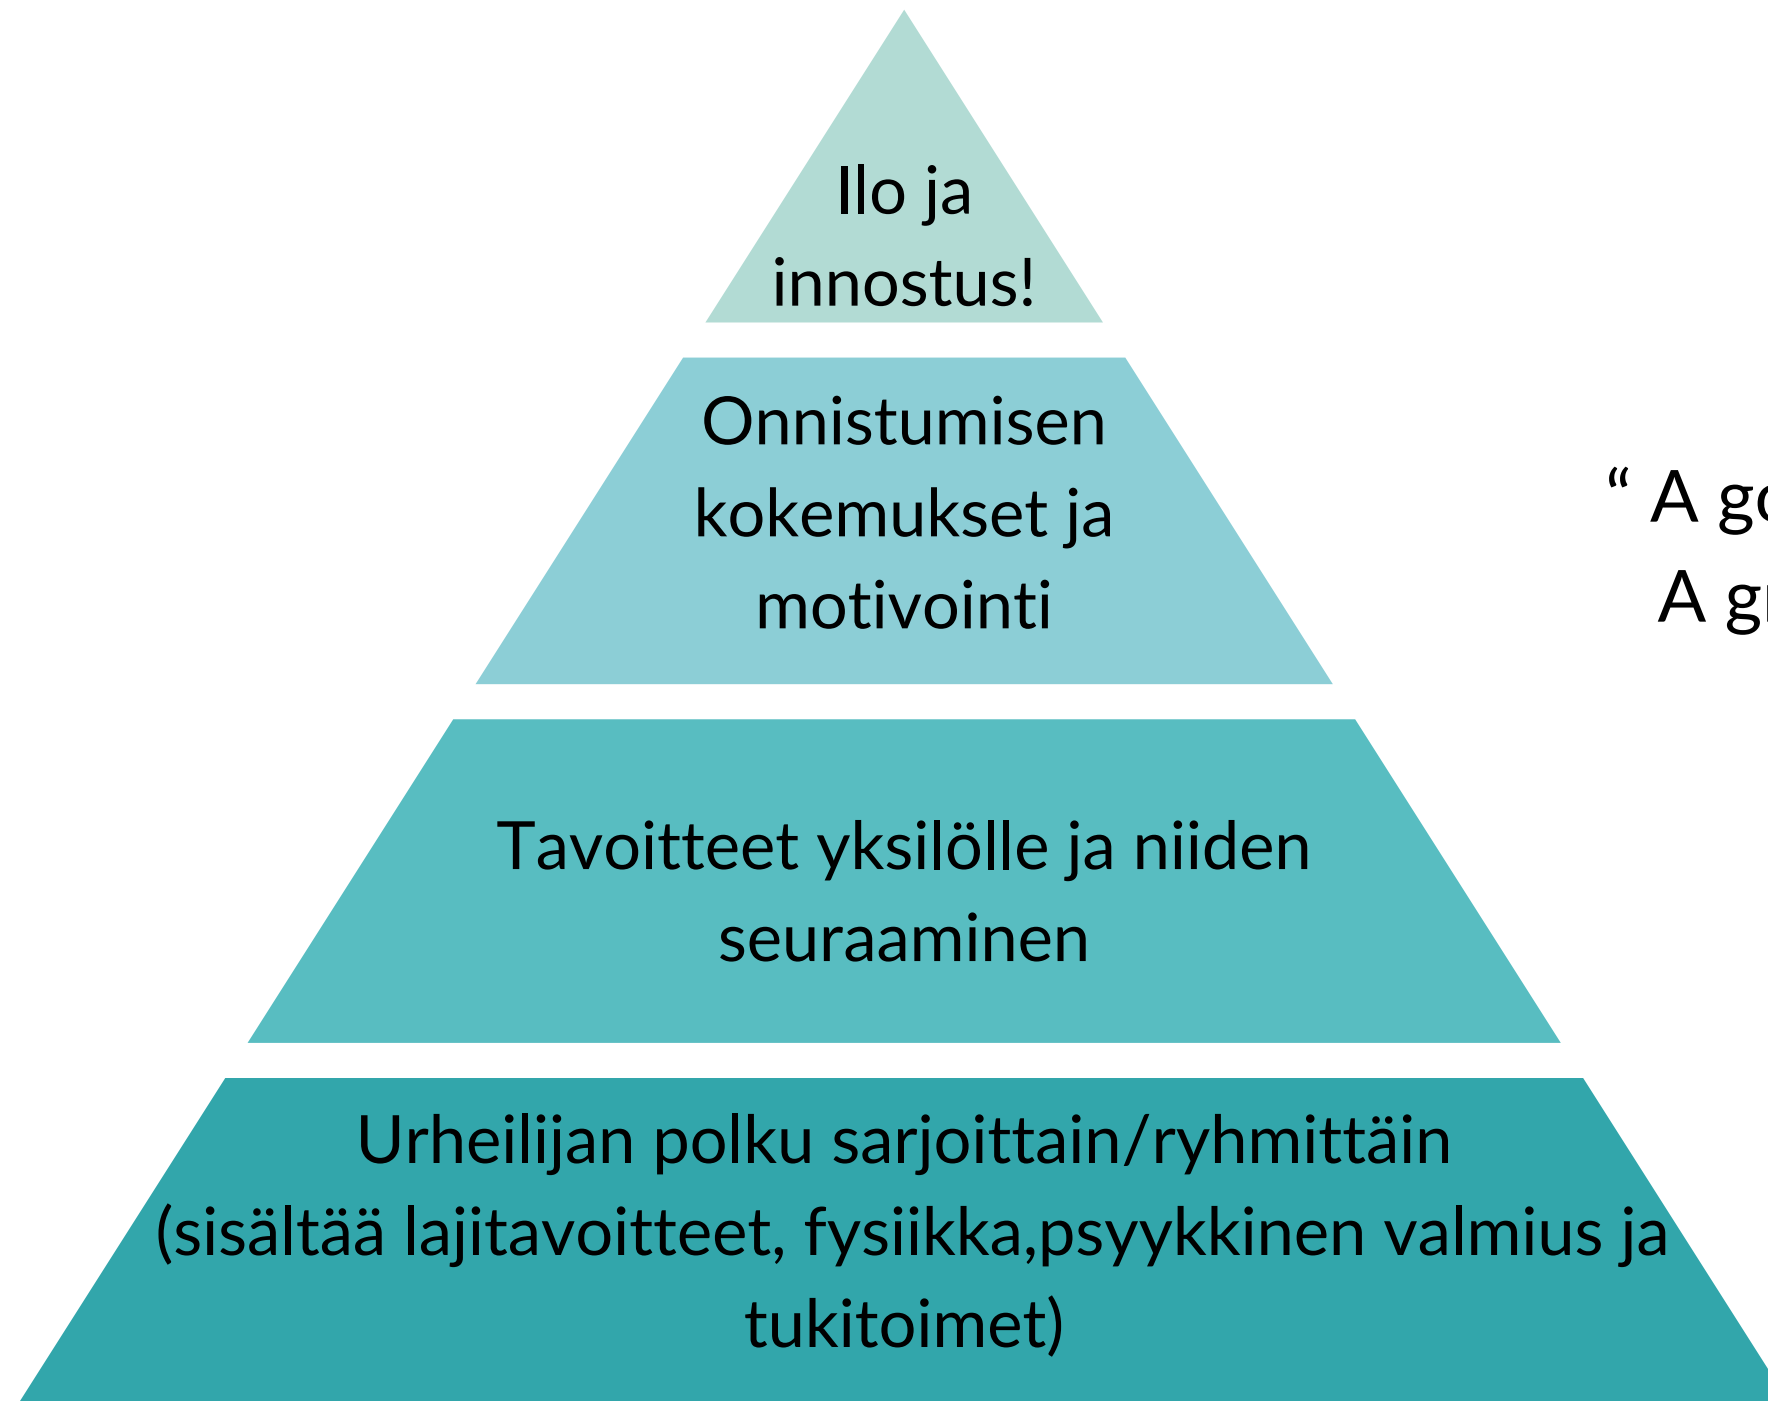 Ilo ja
innostus!
Onnistumisen
kokemukset ja
motivointi
“ A
A
Tavoitteet yksilölle ja niiden
seuraaminen
Urheilijan polku sarjoittain/ryhmittäin
(sisältää lajitavoitteet, fysiikka,psyykkinen valmius ja
tukitoimet)